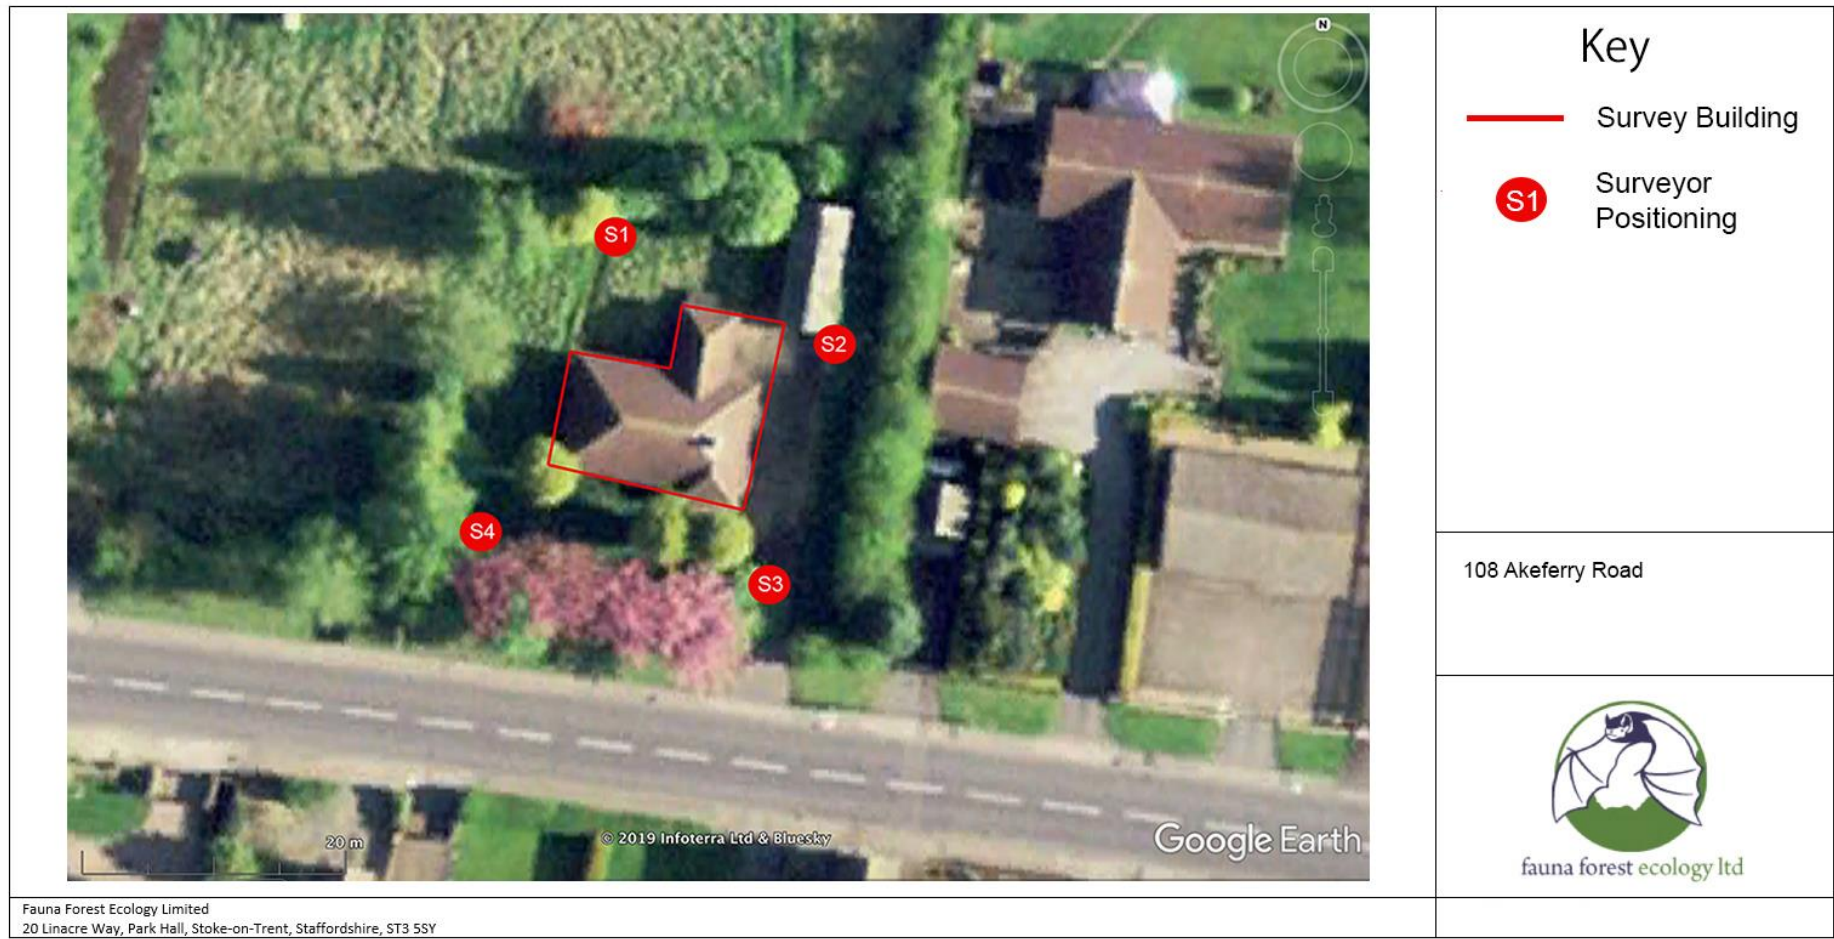 N
S1
S2
S4
S3
20 m
© 2019 Infoterra Ltd & Bluesky
Google Earth
Key
Survey Building
S1
Surveyor
Positioning
108 Akeferry Road
fauna forest ecology ltd
Fauna Forest Ecology Limited
20 Linacre Way, Park Hall, Stoke-on-Trent, Staffordshire, ST3 5SY